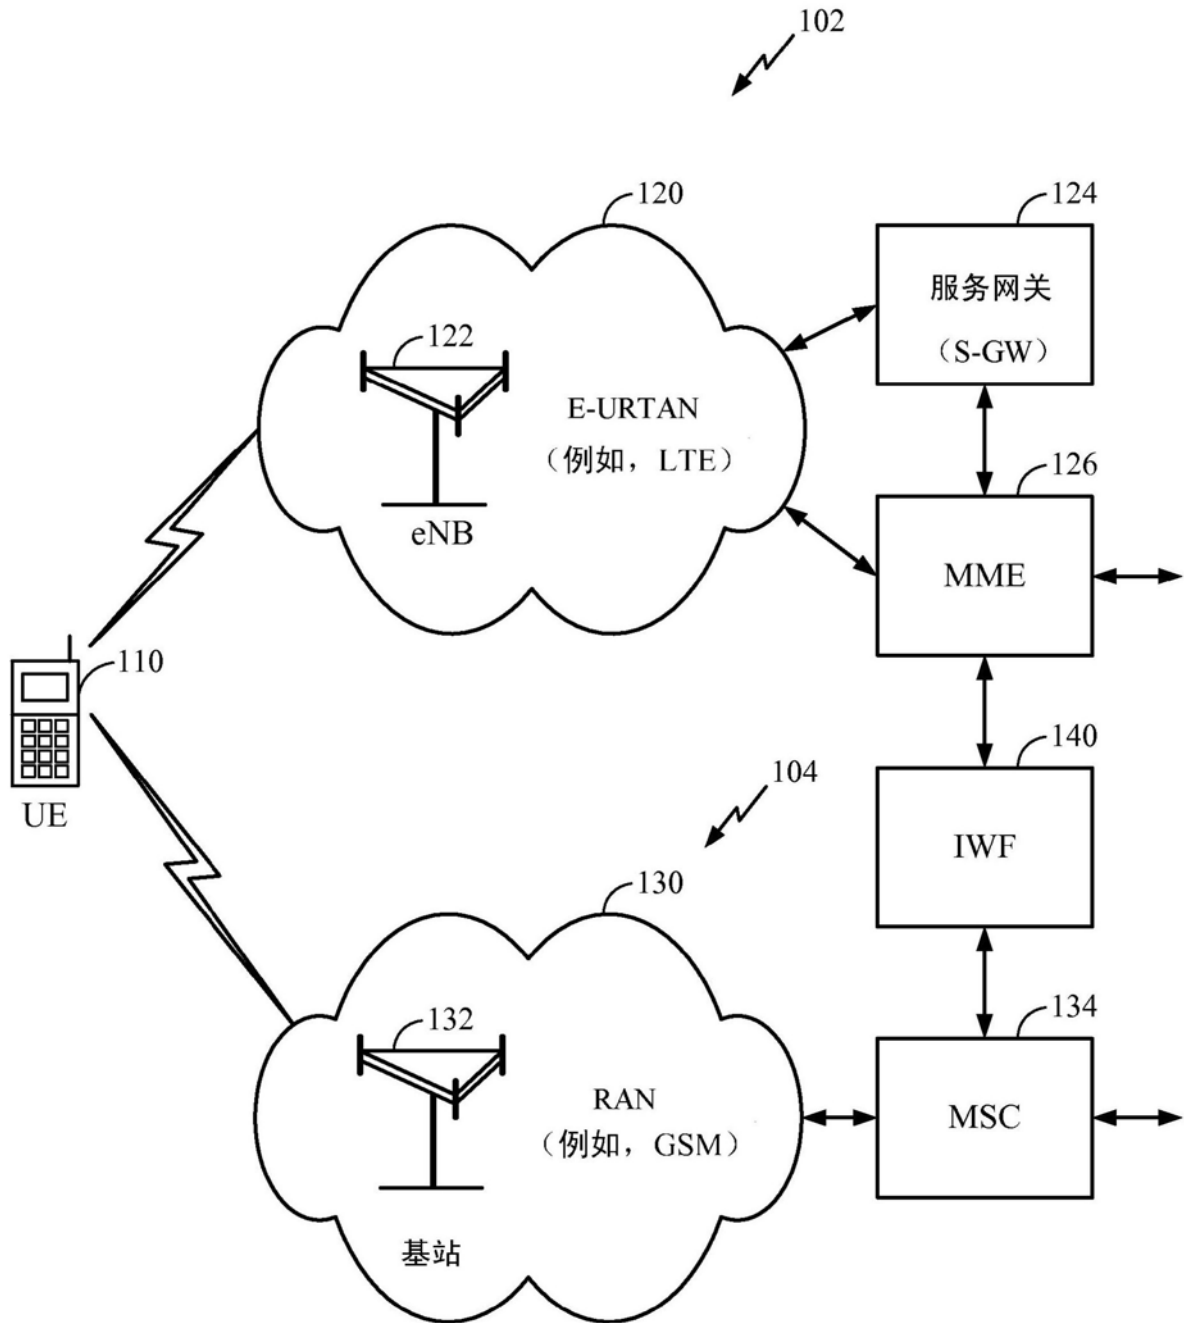 102
120
124
服务网关
（S-GW）
122
E-URTAN
（例如，LTE）
eNB
126
MME
110
UE
140
IWF
104
130
134
MSC
132
RAN
（例如，GSM）
基站